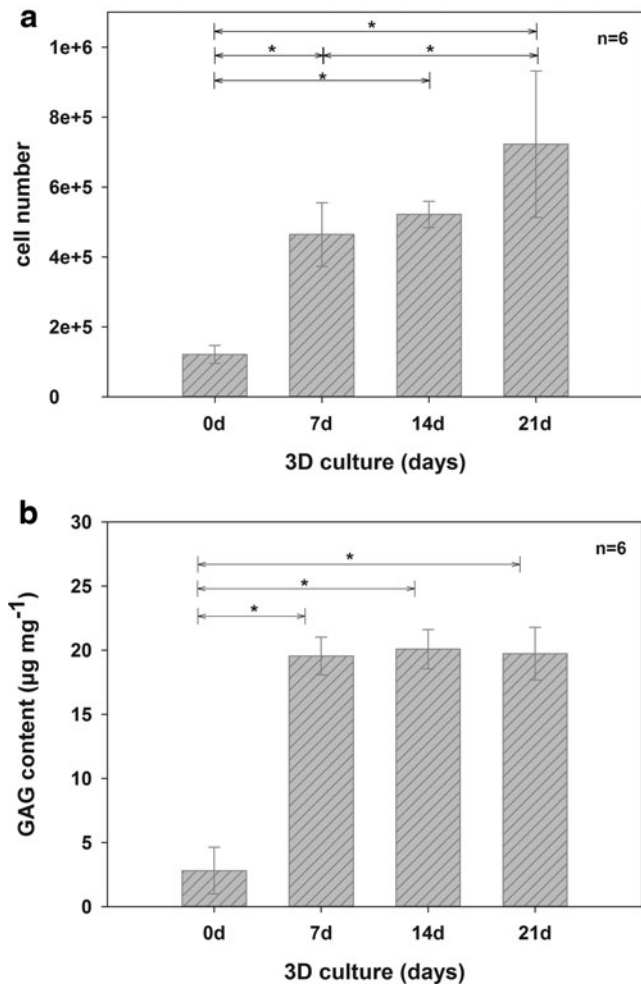 a
n=6
*
1e+6
* *
*
8e+5
6e+5
4e+5
2e+5
0
cell number
0d 7d 14d 21d
3D culture (days)
b
30
n=6
*
25
*
*
20
15
10
5
0
GAG content (µg mg⁻¹)
0d 7d 14d 21d
3D culture (days)